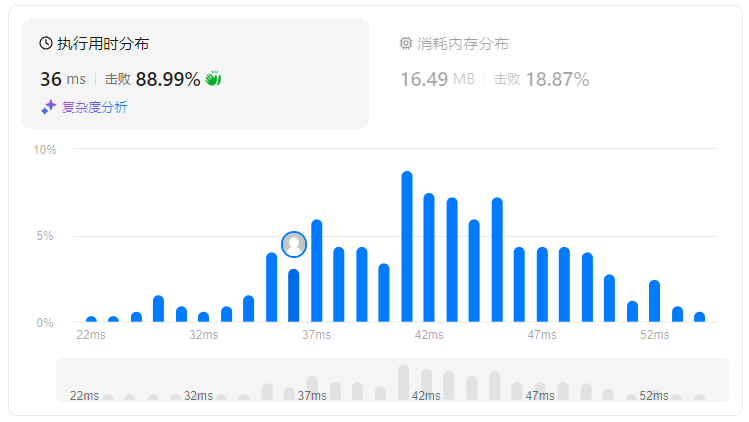 执行用时分布
消耗内存分布
36 ms | 击败 88.99%
16.49 MB | 击败 18.87%
复杂度分析
10%
5%
0%
22ms 32ms 37ms 42ms 47ms 52ms
22ms 32ms 37ms 42ms 47ms 52ms